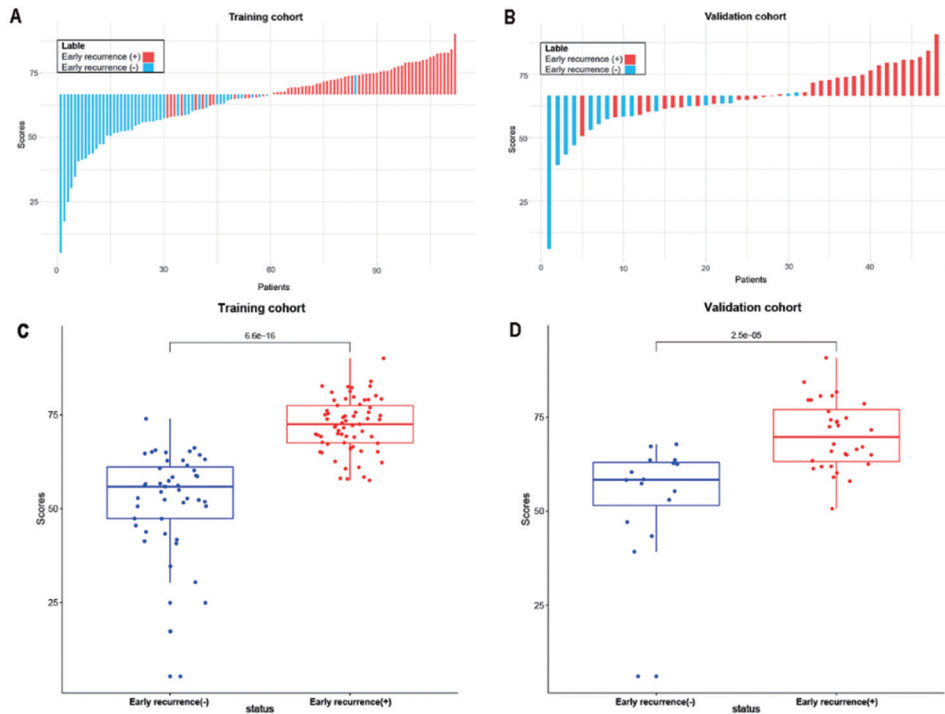 A
Training cohort
Lable
Early recurrence (+)
Early recurrence (-)
75
50
25
Scores
0
30
60
90
Patients
B
Validation cohort
Lable
Early recurrence (+)
Early recurrence (-)
75
50
25
Scores
0
10
20
30
40
Patients
C
Training cohort
6.6e-16
75
50
25
Scores
Early recurrence(-)
Early recurrence(+)
status
D
Validation cohort
2.5e-05
75
50
25
Scores
Early recurrence(-)
Early recurrence(+)
status